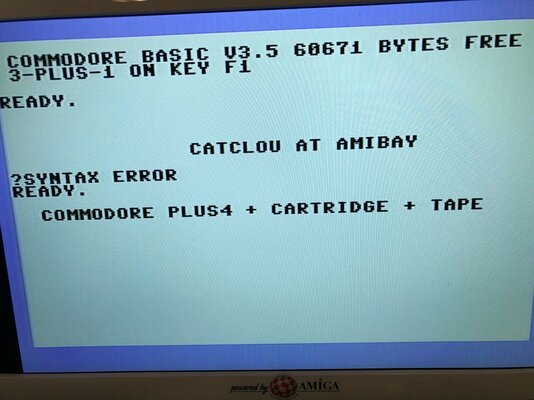 COMMODORE BASIC V3.5 60671 BYTES FREE
3-PLUS-1 ON KEY F1
READY.
CATCLOU AT AMIBAY
?SYNTAX ERROR
READY.
COMMODORE PLUS4 + CARTRIDGE + TAPE
powered by AMIGA